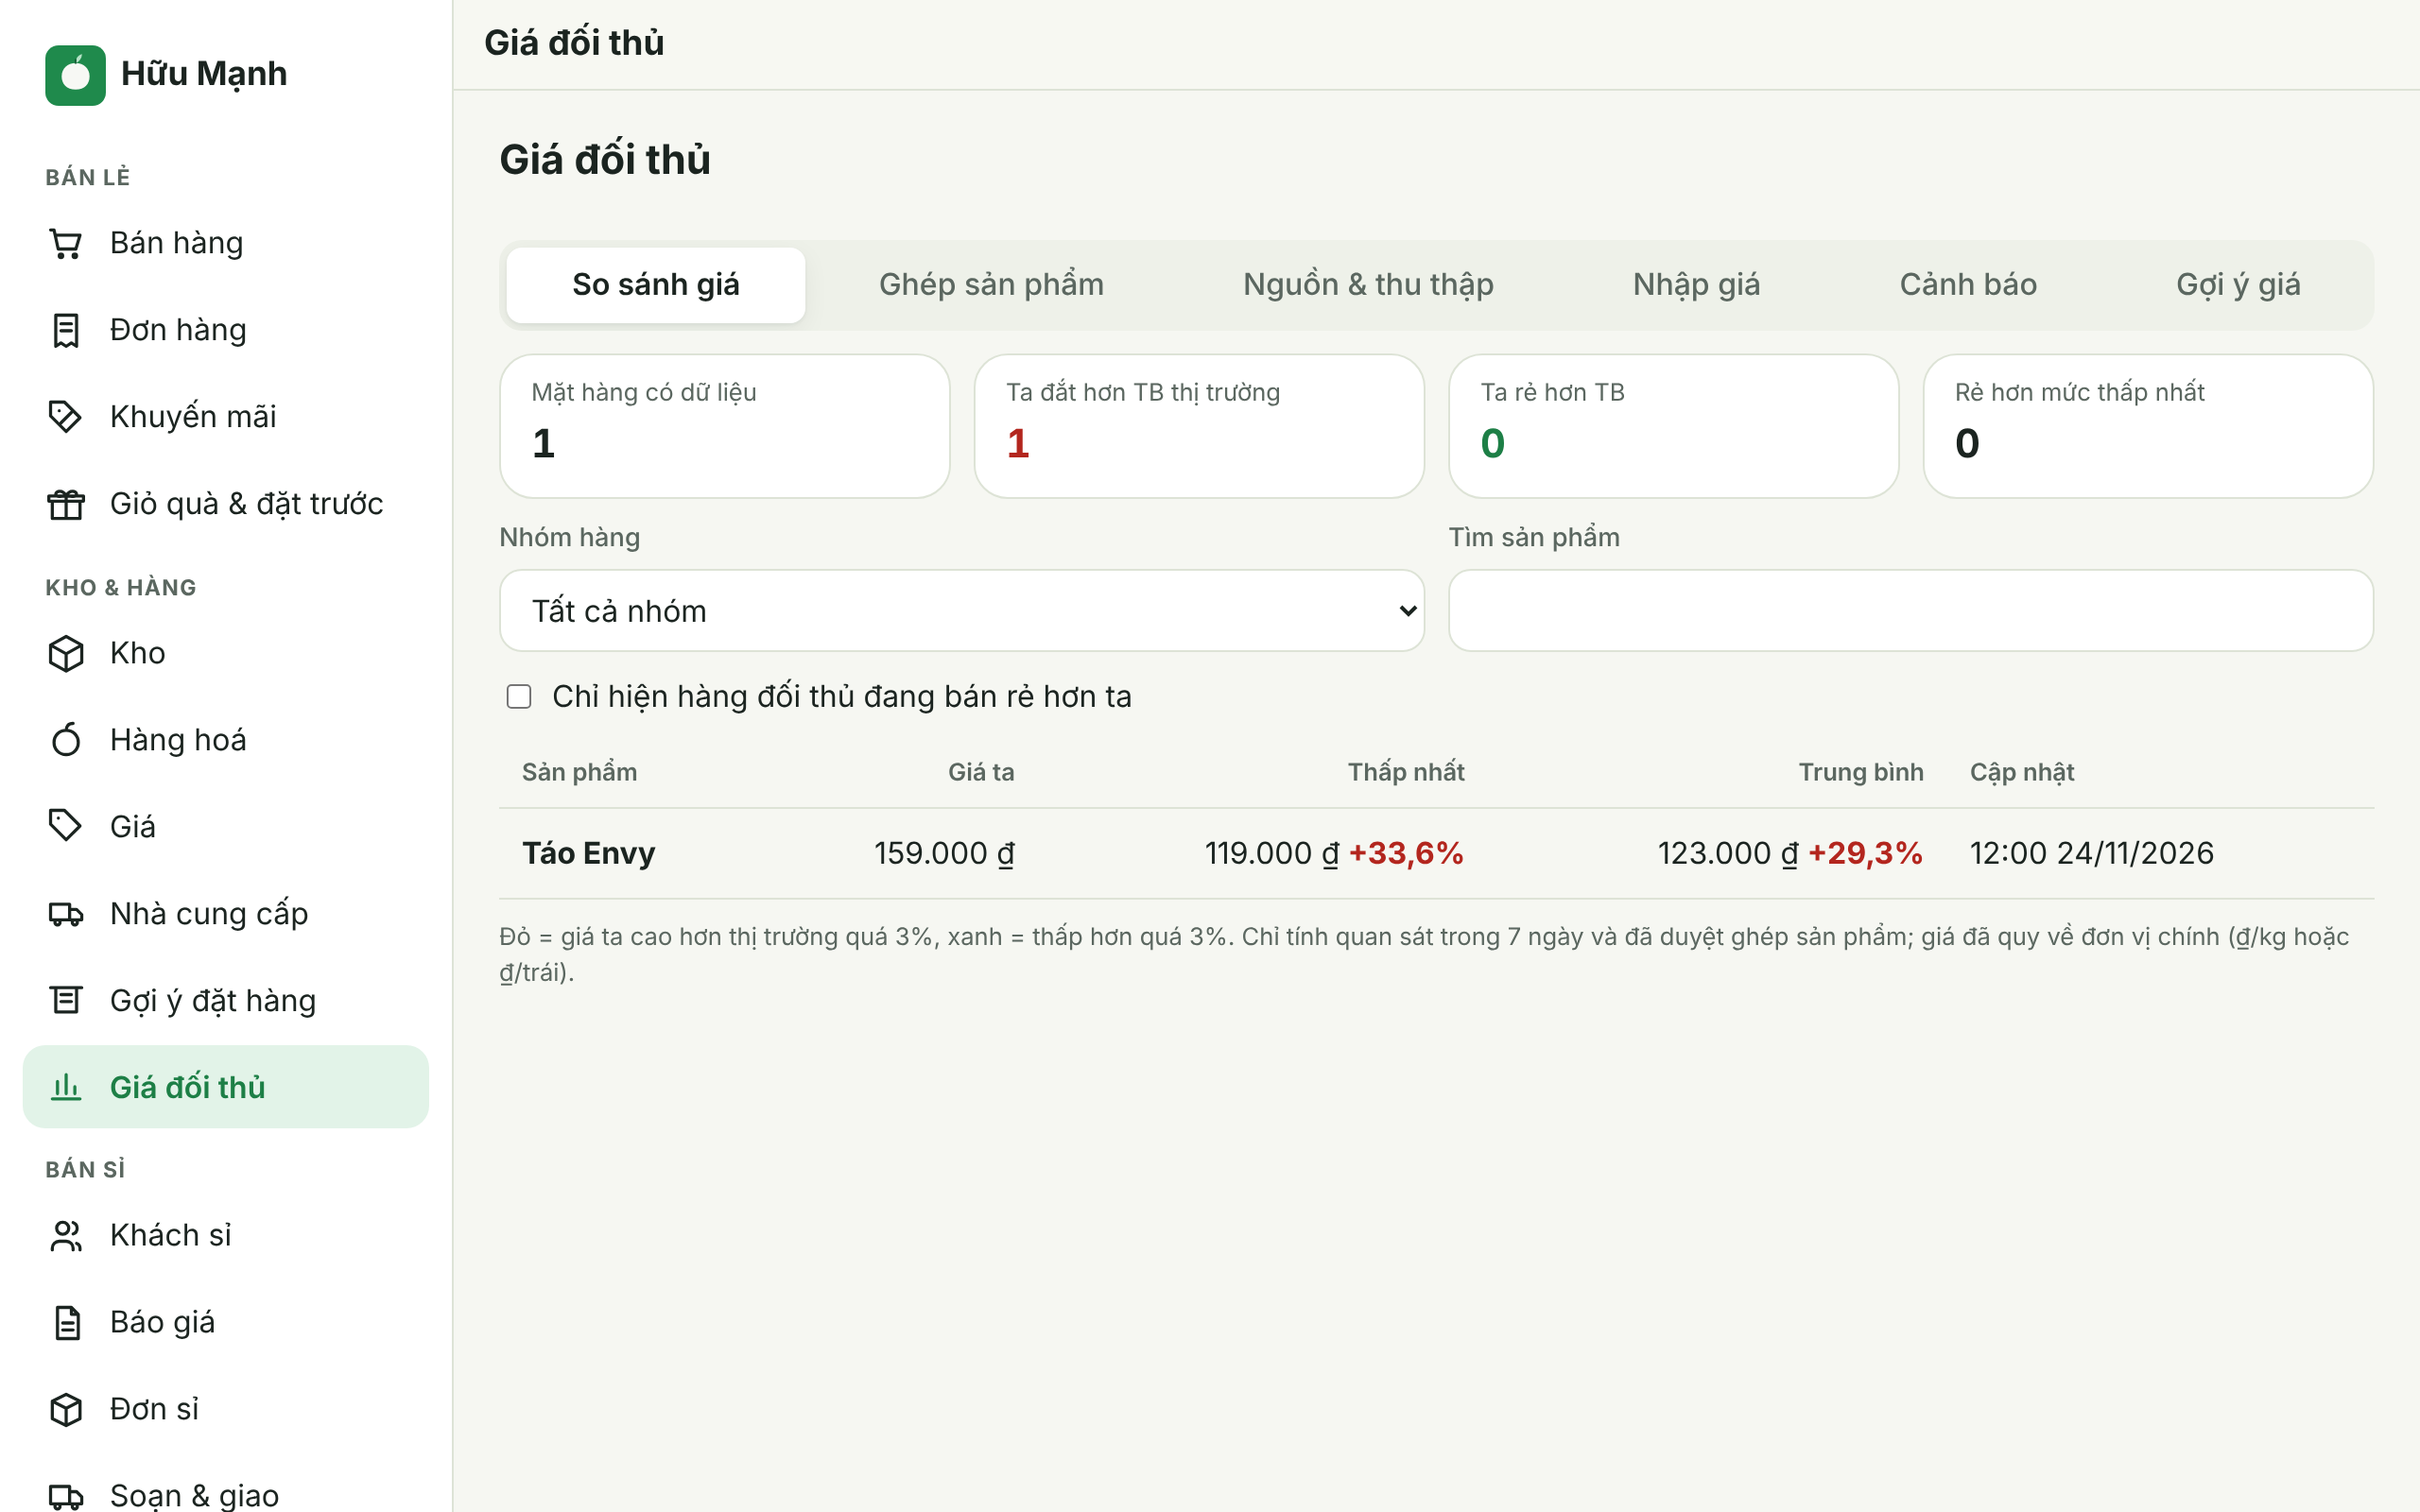 Hữu Mạnh
BÁN LẺ
Bán hàng
Đơn hàng
Khuyến mãi
Giỏ quà & đặt trước
KHO & HÀNG
Kho
Hàng hoá
Giá
Nhà cung cấp
Gợi ý đặt hàng
Giá đối thủ
BÁN SỈ
Khách sỉ
Báo giá
Đơn sỉ
Soạn & giao
Giá đối thủ
Giá đối thủ
So sánh giá Ghép sản phẩm Nguồn & thu thập Nhập giá Cảnh báo Gợi ý giá
Mặt hàng có dữ liệu
1
Ta đắt hơn TB thị trường
1
Ta rẻ hơn TB
0
Rẻ hơn mức thấp nhất
0
Nhóm hàng
Tất cả nhóm
Tìm sản phẩm
Chỉ hiện hàng đối thủ đang bán rẻ hơn ta
Sản phẩm Giá ta Thấp nhất Trung bình Cập nhật
Táo Envy 159.000 ₫ 119.000 ₫ +33,6% 123.000 ₫ +29,3% 12:00 24/11/2026
Đỏ = giá ta cao hơn thị trường quá 3%, xanh = thấp hơn quá 3%. Chỉ tính quan sát trong 7 ngày và đã duyệt ghép sản phẩm; giá đã quy về đơn vị chính (₫/kg hoặc
₫/trái).